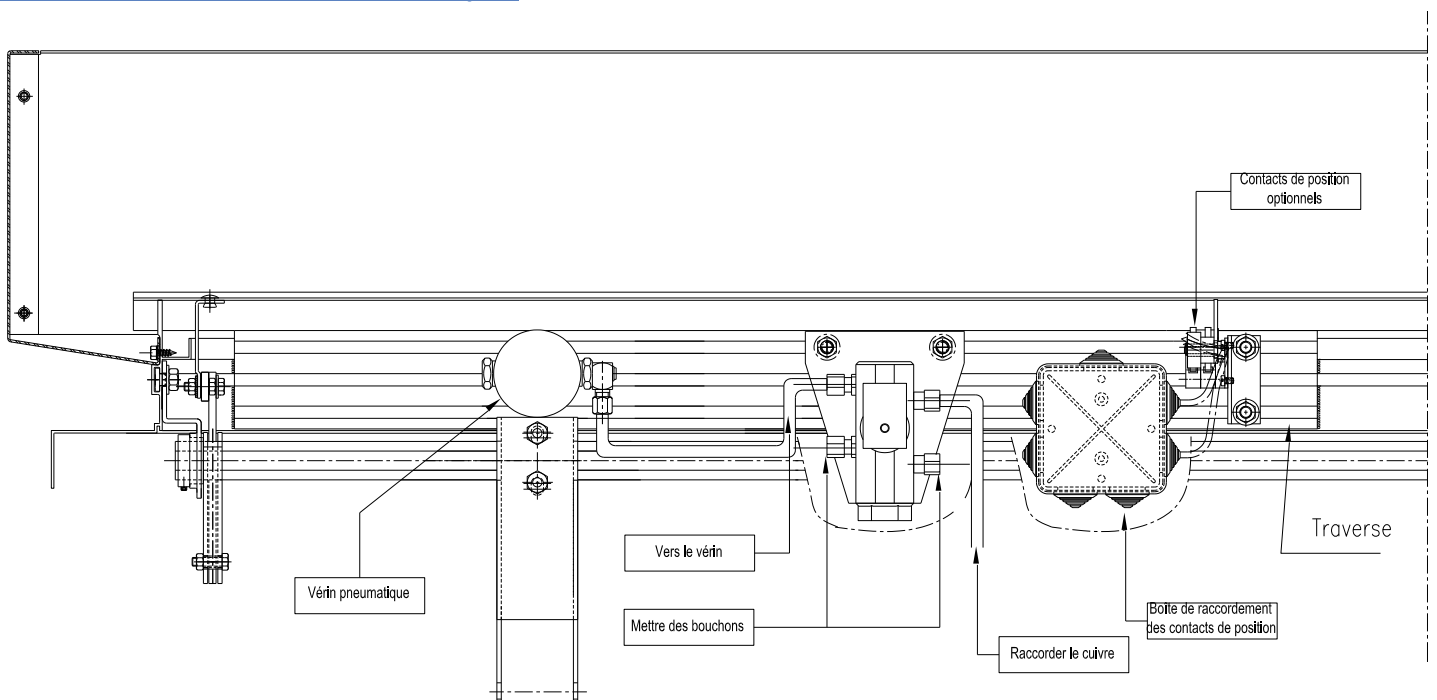 Contacts de position
optionnels
Traverse
Vers le vérin
Vérin pneumatique
Mettre des bouchons
Boîte de raccordement
des contacts de position
Raccorder le cuivre